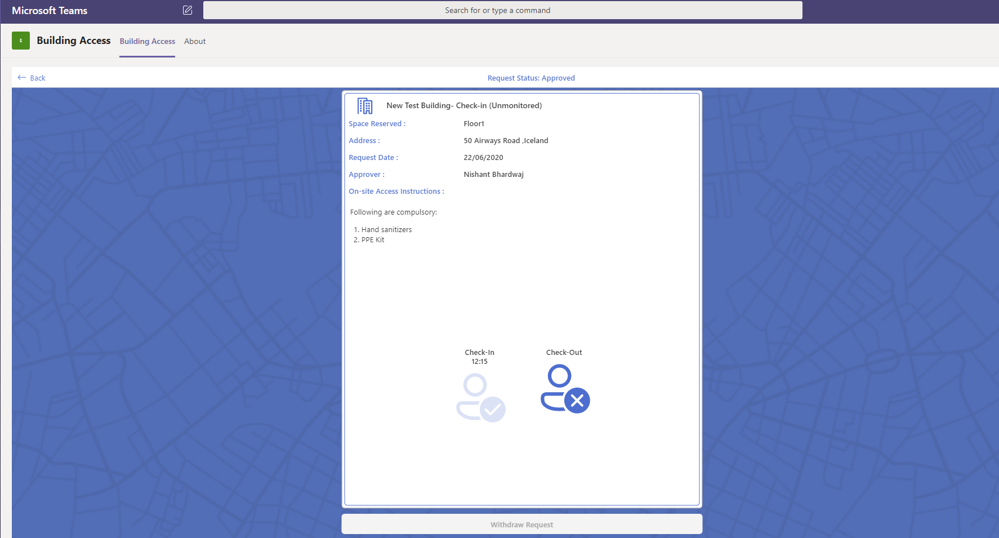 Microsoft Teams
Search for or type a command
Building Access
Building Access
About
Back
Request Status: Approved
New Test Building- Check-in (Unmonitored)
Space Reserved : Floor1
Address : 50 Airways Road ,Iceland
Request Date : 22/06/2020
Approver : Nishant Bhardwaj
On-site Access Instructions :
Following are compulsory:
1. Hand sanitizers
2. PPE Kit
Check-In
12:15
Check-Out
Withdraw Request